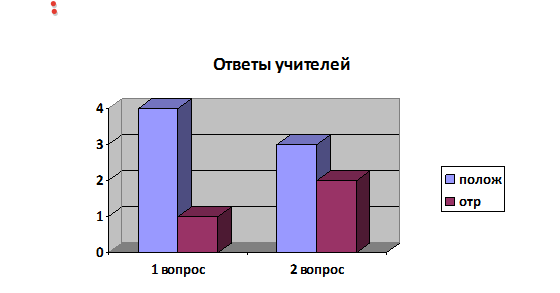 Ответы учителей
4
3
2
1
0
1 вопрос
2 вопрос
полож
отр